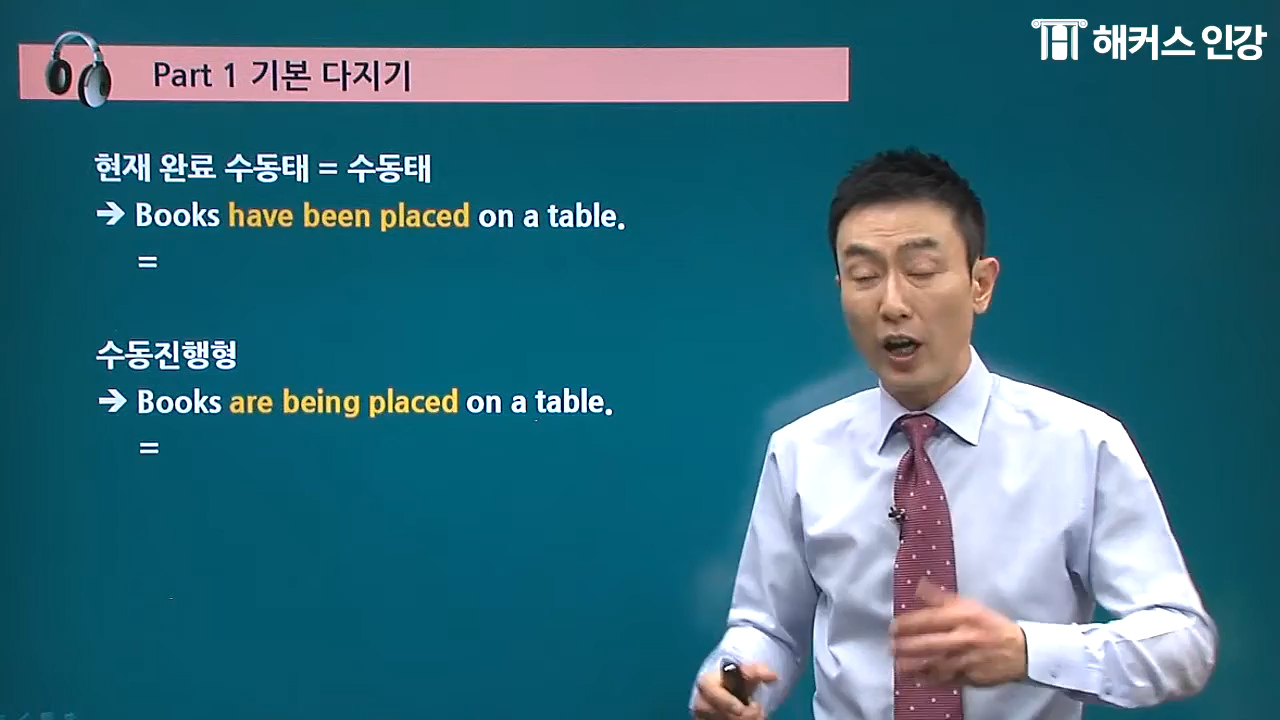 해커스 인강
Part 1 기본 다지기
현재 완료 수동태 = 수동태
→ Books have been placed on a table.
=
수동진행형
→ Books are being placed on a table.
=